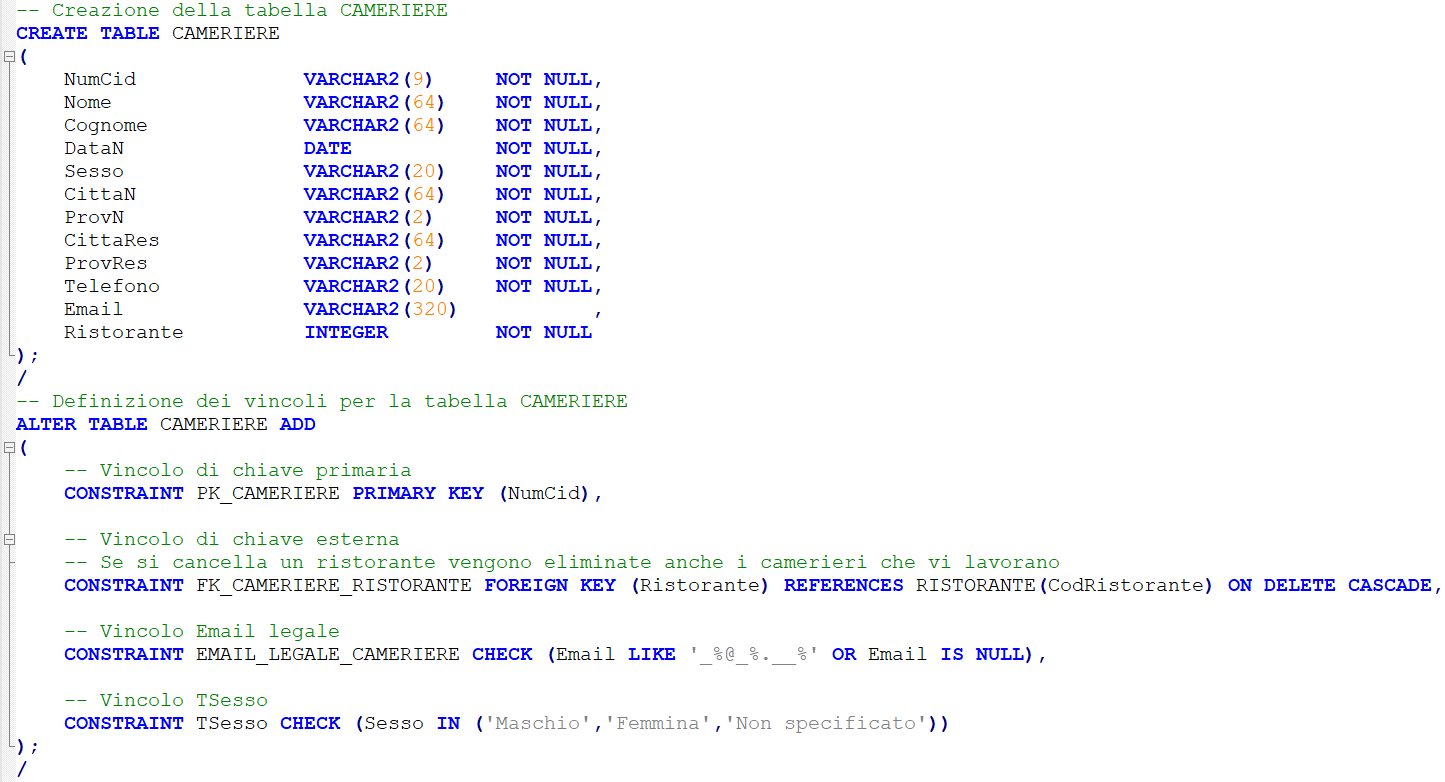 -- Creazione della tabella CAMERIERE
CREATE TABLE CAMERIERE
(
    NumCid              VARCHAR2(9)     NOT NULL,
    Nome                VARCHAR2(64)    NOT NULL,
    Cognome             VARCHAR2(64)    NOT NULL,
    DataN               DATE            NOT NULL,
    Sesso               VARCHAR2(20)    NOT NULL,
    CittaN              VARCHAR2(64)    NOT NULL,
    ProvN               VARCHAR2(2)     NOT NULL,
    CittaRes            VARCHAR2(64)    NOT NULL,
    ProvRes             VARCHAR2(2)     NOT NULL,
    Telefono            VARCHAR2(20)    NOT NULL,
    Email               VARCHAR2(320)           ,
    Ristorante          INTEGER         NOT NULL
);
/
-- Definizione dei vincoli per la tabella CAMERIERE
ALTER TABLE CAMERIERE ADD
(
    -- Vincolo di chiave primaria
    CONSTRAINT PK_CAMERIERE PRIMARY KEY (NumCid),

    -- Vincolo di chiave esterna
    -- Se si cancella un ristorante vengono eliminate anche i camerieri che vi lavorano
    CONSTRAINT FK_CAMERIERE_RISTORANTE FOREIGN KEY (Ristorante) REFERENCES RISTORANTE(CodRistorante) ON DELETE CASCADE,

    -- Vincolo Email legale
    CONSTRAINT EMAIL_LEGALE_CAMERIERE CHECK (Email LIKE '_%@_%.__%' OR Email IS NULL),

    -- Vincolo TSesso
    CONSTRAINT TSesso CHECK (Sesso IN ('Maschio','Femmina','Non specificato'))
);
/